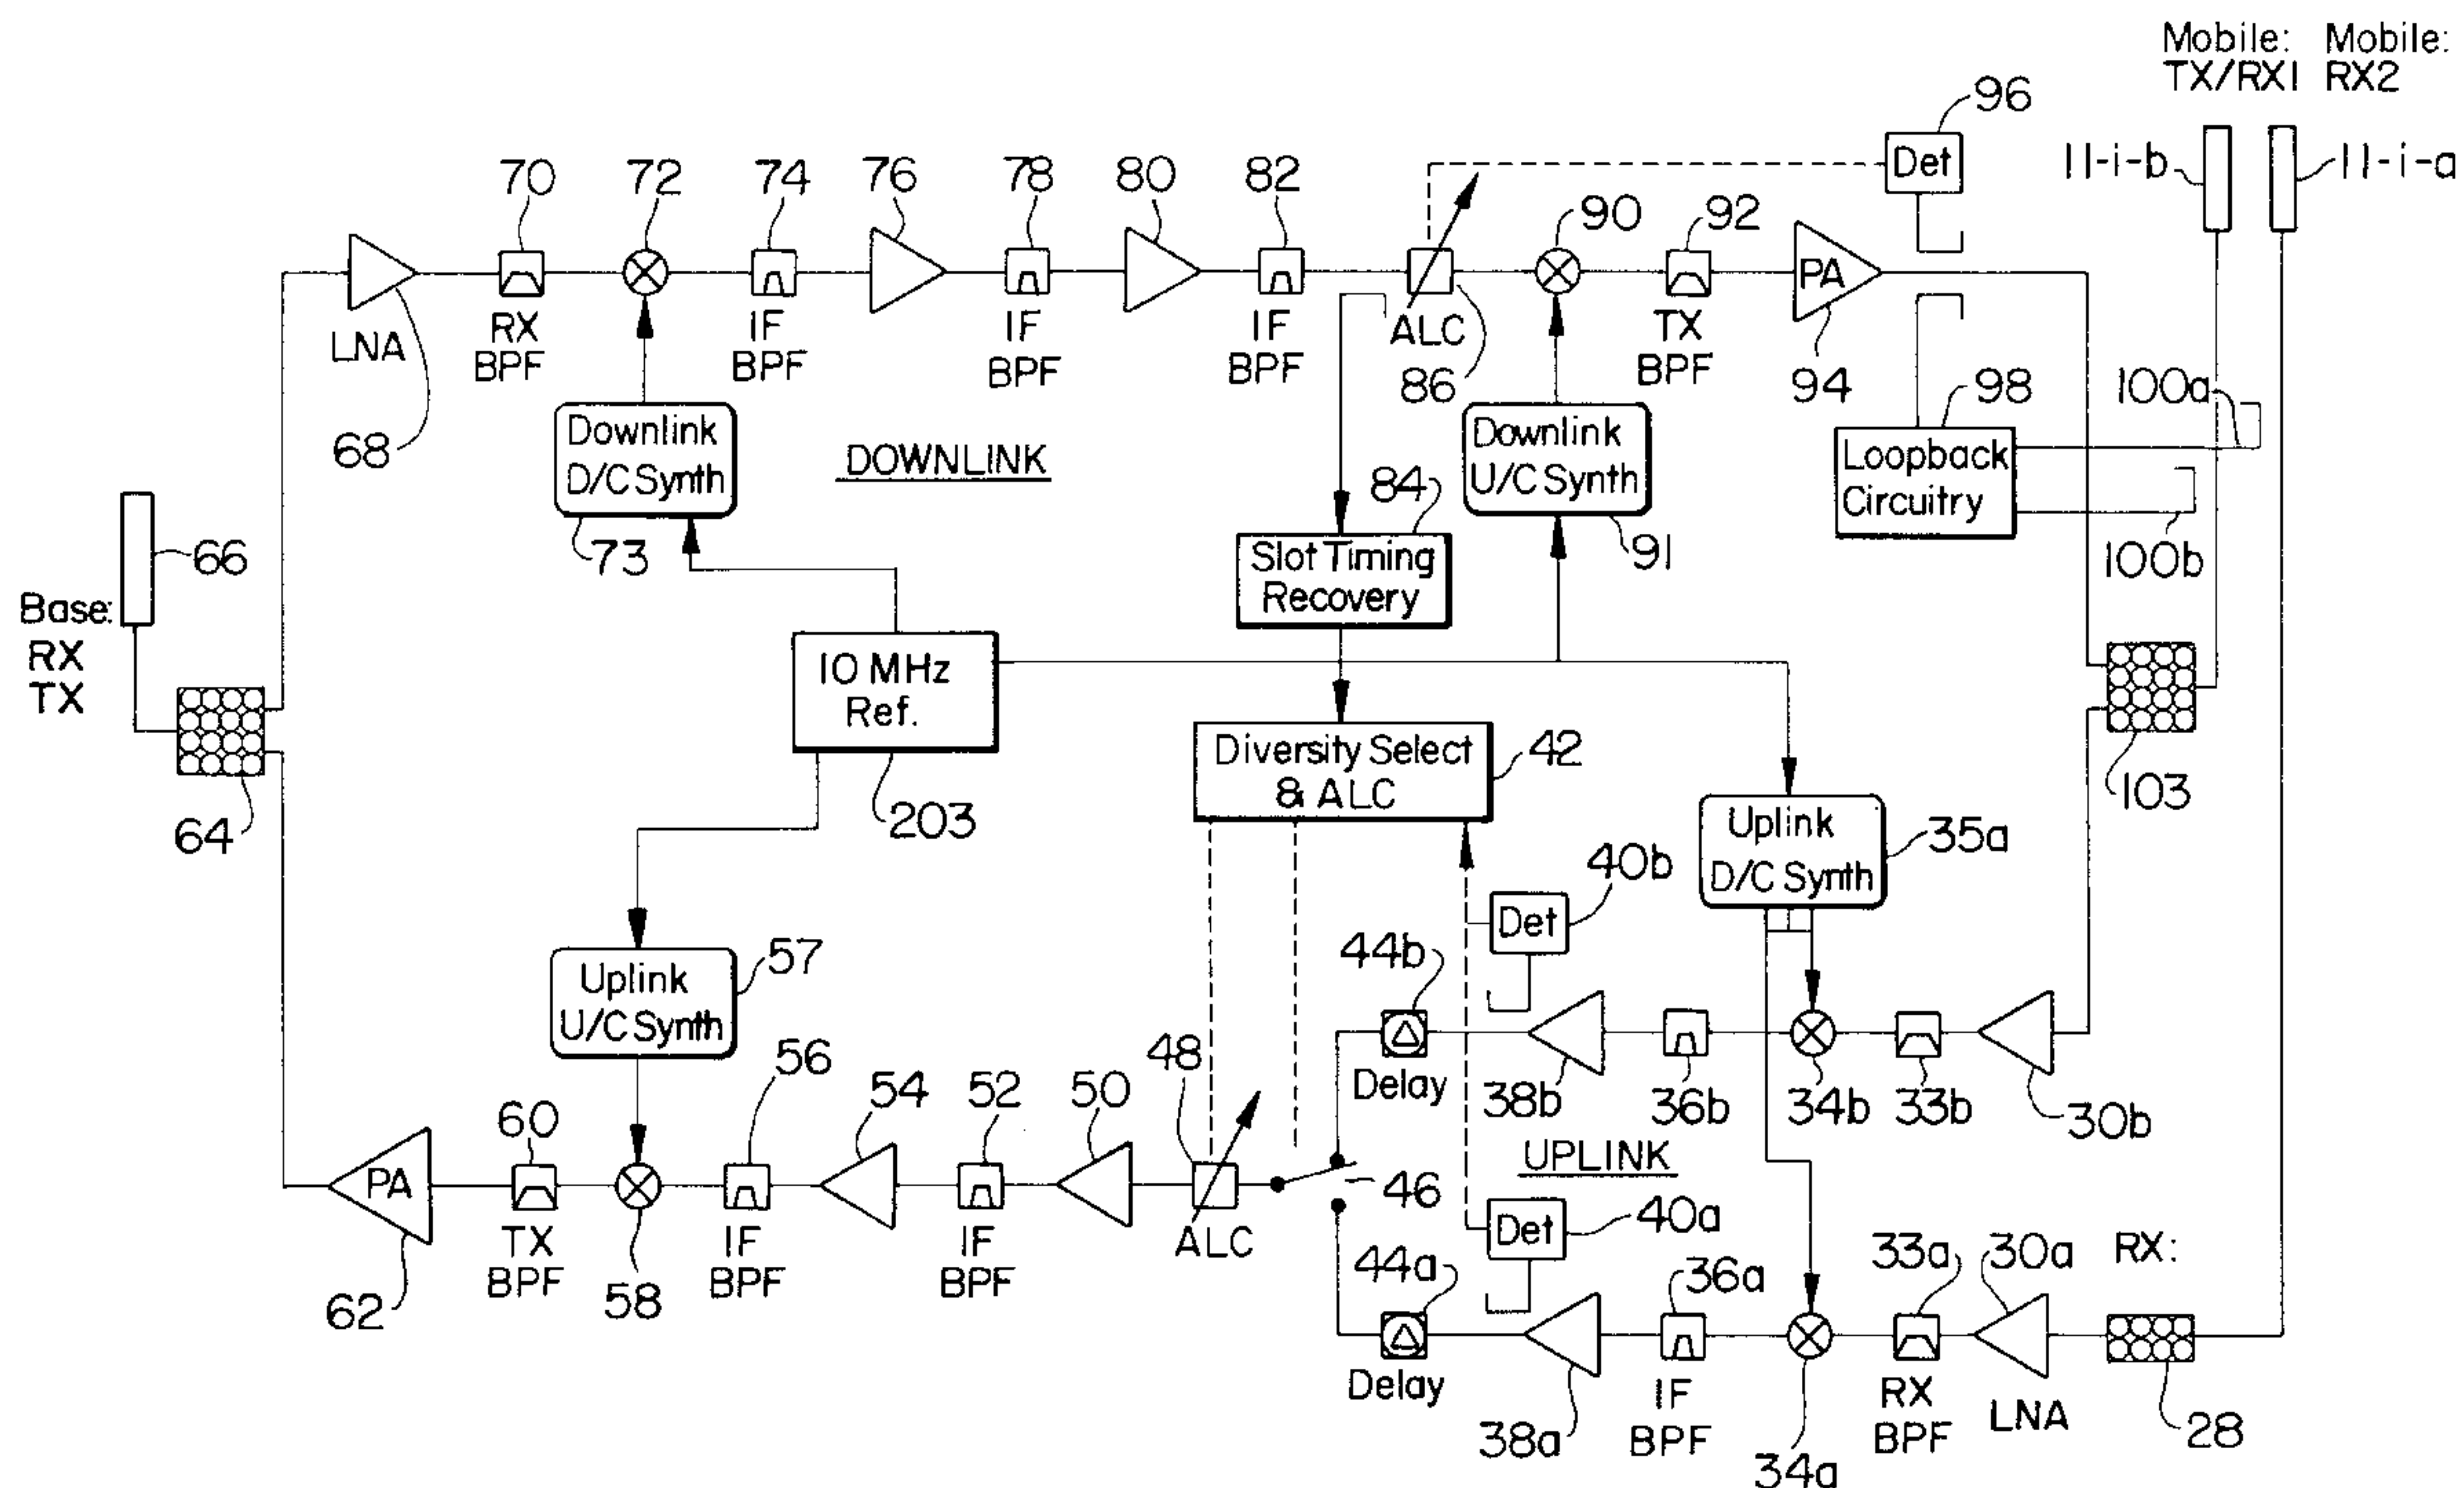 Mobile: Mobile:
TX/RX1 RX2
96
70 72 74 76 78 80 82
Det
11-i-b
11-i-a
90 92
PA
LNA
RX
BPF
IF
BPF
IF
BPF
IF
BPF
ALC
TX
BPF
68
86
94
98
100a
Downlink
D/C Synth
DOWNLINK
Downlink
U/C Synth
Loopback
Circuitry
84
73
91
100b
66
Slot Timing
Recovery
Base:
RX
TX
10 MHz
Ref.
Diversity Select
& ALC
42
103
64
203
Uplink
D/C Synth
35a
40b
Det
44b
57
Uplink
U/C Synth
Delay
38b
36b
34b
33b
30b
60
56
54
52
50
48
UPLINK
PA
46
Det
40a
62
TX
BPF
58
IF
BPF
IF
BPF
ALC
44a
36a
33a
30a
RX:
Delay
38a
IF
BPF
34a
RX
BPF
LNA
28